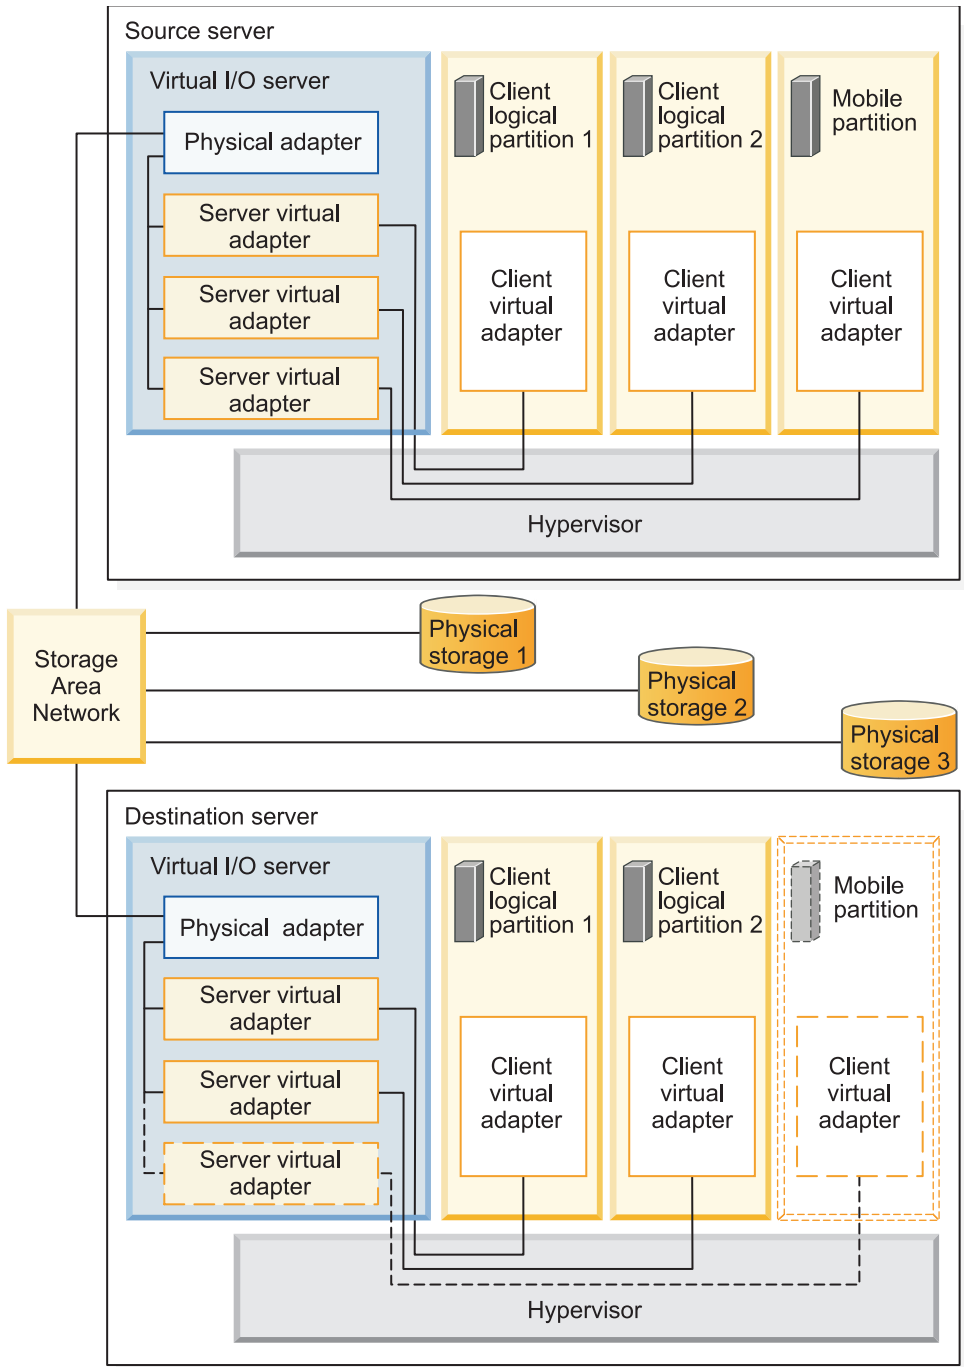 Source server
Virtual I/O server
Physical adapter
Server virtual
adapter
Server virtual
adapter
Server virtual
adapter
Client
logical
partition 1
Client
virtual
adapter
Client
logical
partition 2
Client
virtual
adapter
Mobile
partition
Client
virtual
adapter
Hypervisor
Storage
Area
Network
Physical
storage 1
Physical
storage 2
Physical
storage 3
Destination server
Virtual I/O server
Physical adapter
Server virtual
adapter
Server virtual
adapter
Server virtual
adapter
Client
logical
partition 1
Client
virtual
adapter
Client
logical
partition 2
Client
virtual
adapter
Mobile
partition
Client
virtual
adapter
Hypervisor